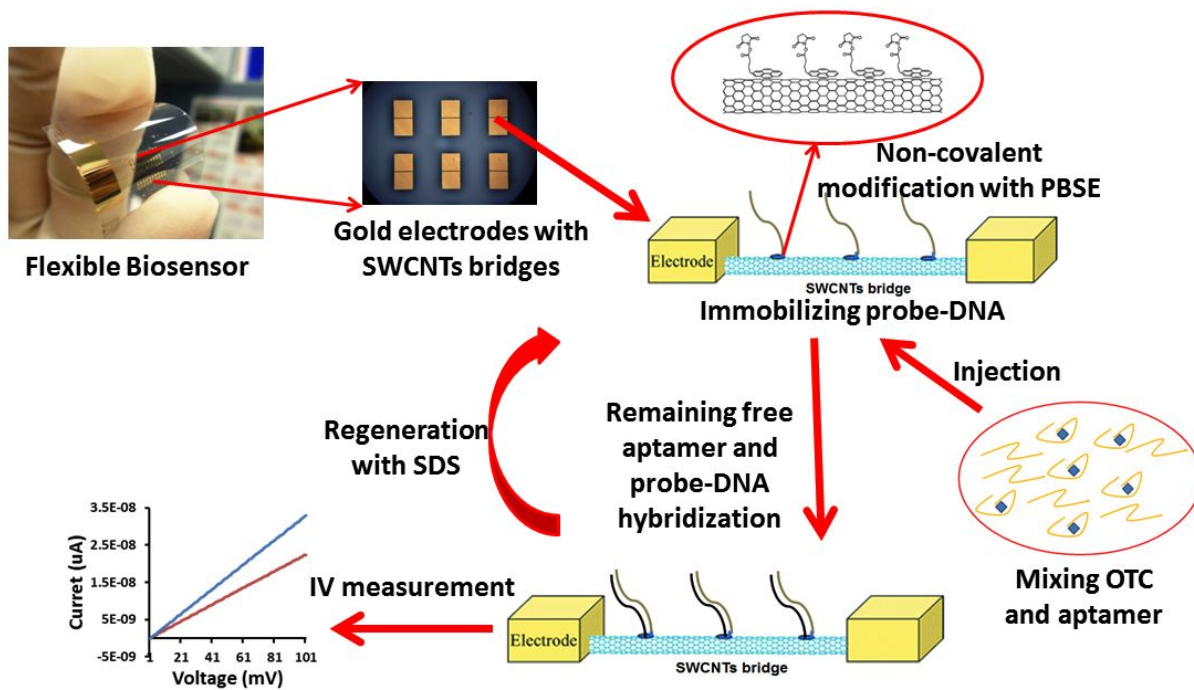 Flexible Biosensor
Gold electrodes with
SWCNTs bridges
Non-covalent
modification with PBSE
Electrode
SWCNTs bridge
Immobilizing probe-DNA
Injection
Mixing OTC
and aptamer
Remaining free
aptamer and
probe-DNA
hybridization
Regeneration
with SDS
Electrode
SWCNTs bridge
IV measurement
Curret (uA)
3.5E-08
2.5E-08
1.5E-08
5E-09
-5E-09
1 21 41 61 81 101
Voltage (mV)